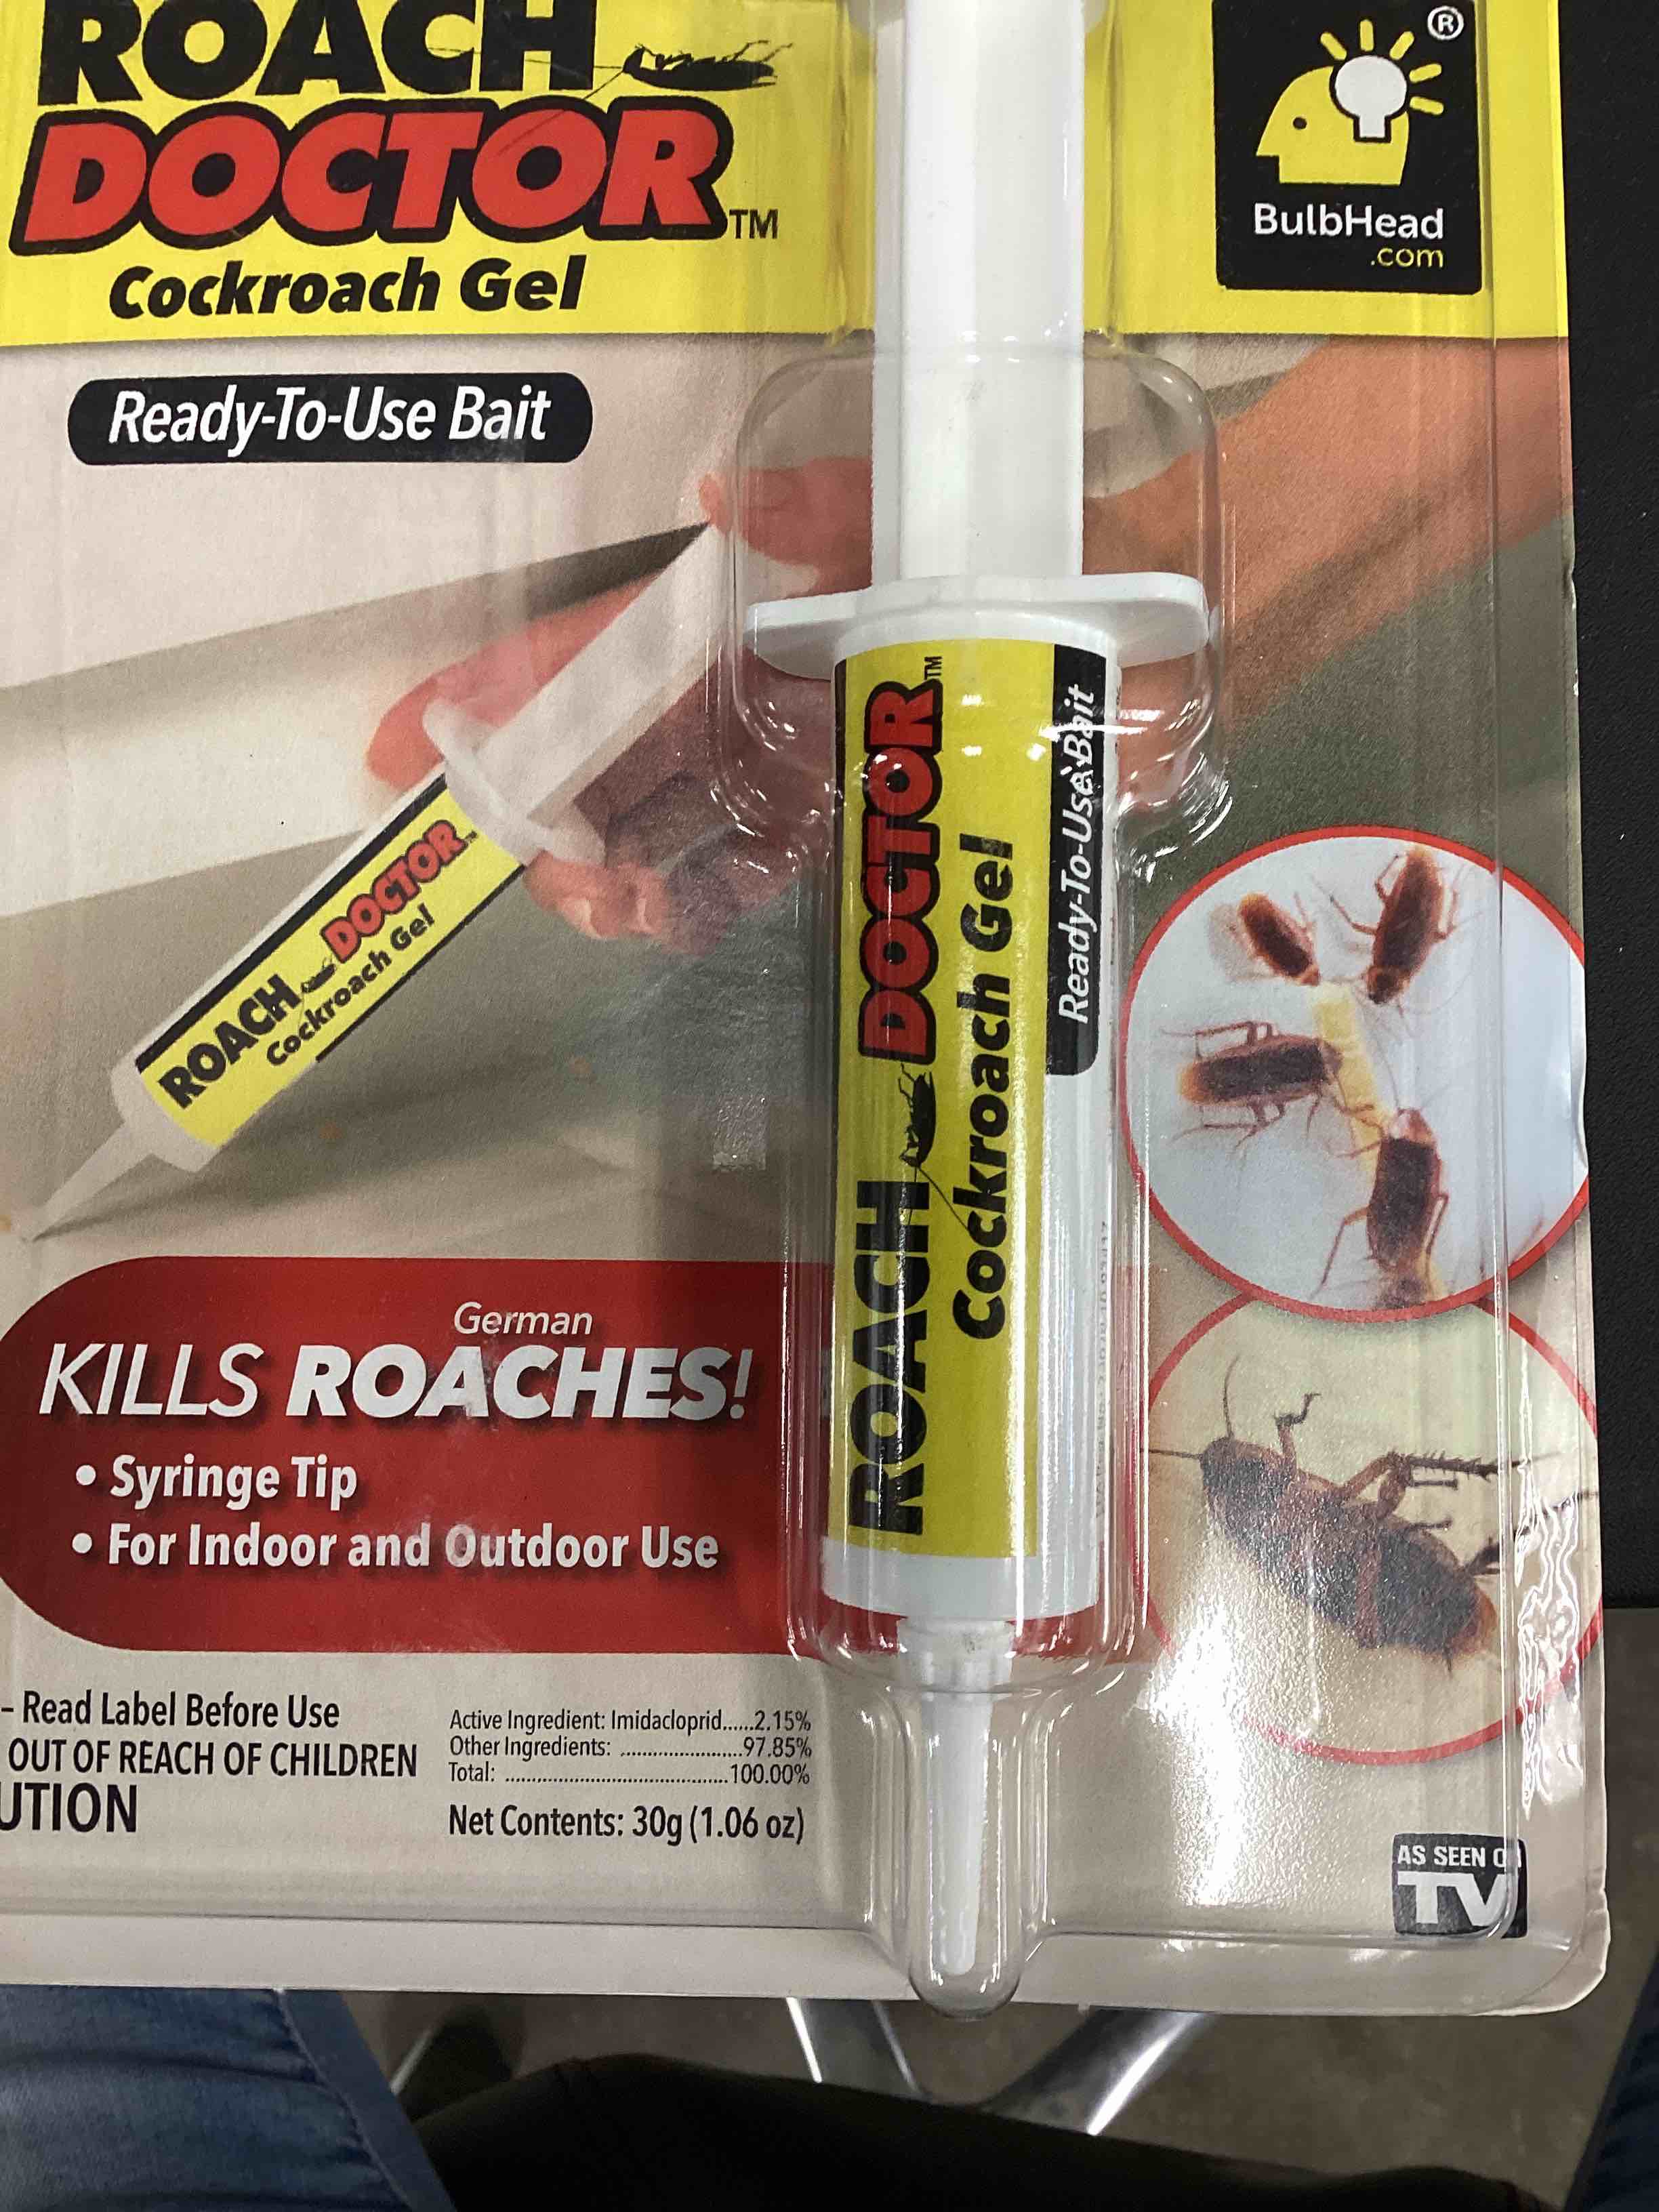 ROACH
DOCTOR™
Cockroach Gel
®
BulbHead
.com
Ready-To-Use Bait
ROACH DOCTOR™
Cockroach Gel
Ready-To-Use Bait
ROACH DOCTOR
Cockroach Gel
German
KILLS ROACHES!
• Syringe Tip
• For Indoor and Outdoor Use
– Read Label Before Use
OUT OF REACH OF CHILDREN
UTION
Active Ingredient: Imidacloprid......2.15%
Other Ingredients: ......................97.85%
Total: .........................................100.00%
Net Contents: 30g (1.06 oz)
AS SEEN ON
TV